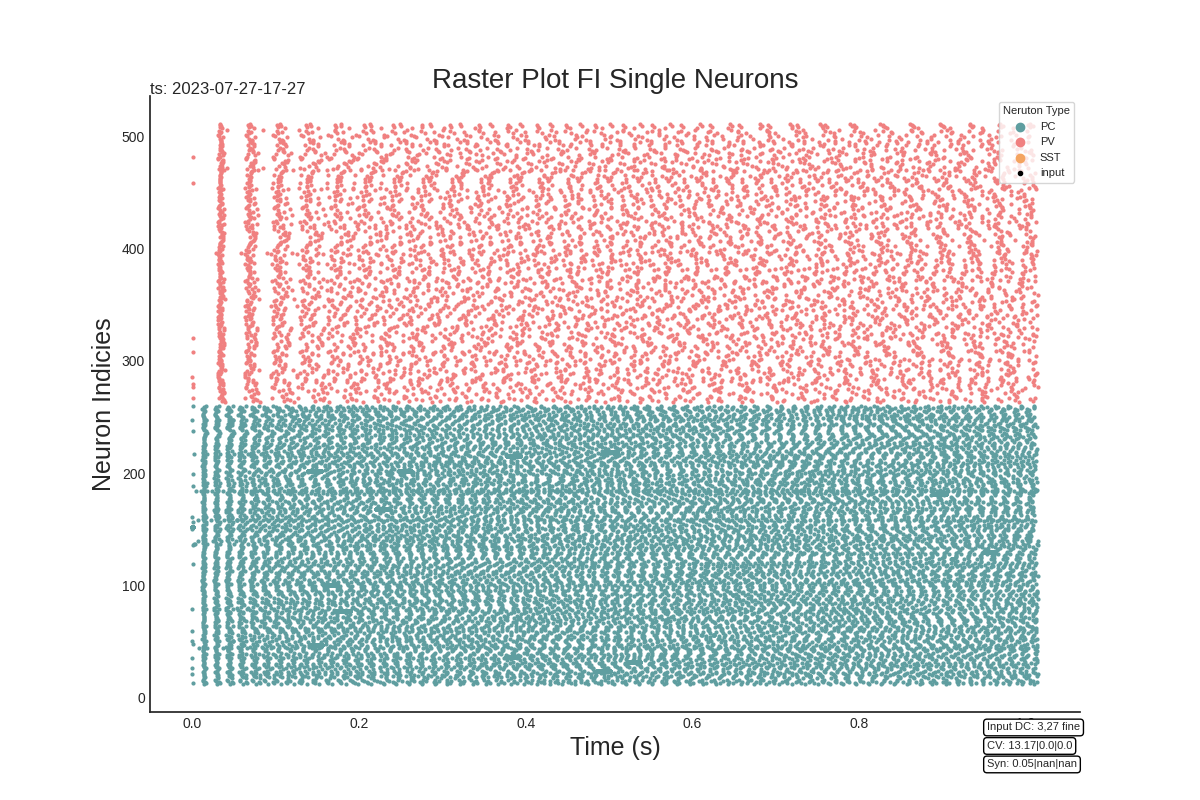 Raster Plot FI Single Neurons
ts: 2023-07-27-17-27
Neruton Type
PC
PV
SST
input
Neuron Indicies
500
400
300
200
100
0
0.0
0.2
0.4
0.6
0.8
Time (s)
Input DC: 3,27 fine
CV: 13.17|0.0|0.0
Syn: 0.05|nan|nan